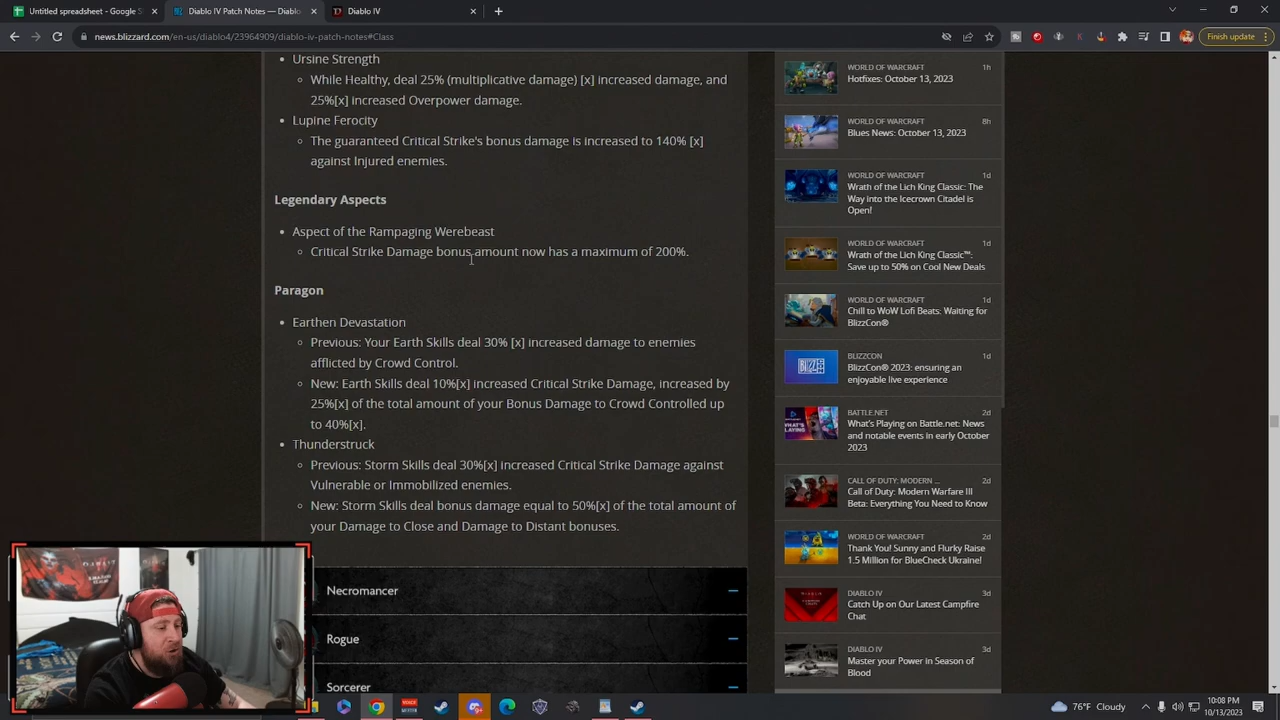 Untitled spreadsheet - Google S
Diablo IV Patch Notes — Diablo
Diablo IV
news.blizzard.com/en-us/diablo4/23964909/diablo-iv-patch-notes#Class
Finish update
Ursine Strength
While Healthy, deal 25% (multiplicative damage) [x] increased damage, and
25%[x] increased Overpower damage.
Lupine Ferocity
The guaranteed Critical Strike's bonus damage is increased to 140% [x]
against Injured enemies.
Legendary Aspects
Aspect of the Rampaging Werebeast
Critical Strike Damage bonus amount now has a maximum of 200%.
Paragon
Earthen Devastation
Previous: Your Earth Skills deal 30% [x] increased damage to enemies
afflicted by Crowd Control.
New: Earth Skills deal 10%[x] increased Critical Strike Damage, increased by
25%[x] of the total amount of your Bonus Damage to Crowd Controlled up
to 40%[x].
Thunderstruck
Previous: Storm Skills deal 30%[x] increased Critical Strike Damage against
Vulnerable or Immobilized enemies.
New: Storm Skills deal bonus damage equal to 50%[x] of the total amount of
your Damage to Close and Damage to Distant bonuses.
Necromancer
Rogue
Sorcerer
WORLD OF WARCRAFT 1h
Hotfixes: October 13, 2023
WORLD OF WARCRAFT 8h
Blues News: October 13, 2023
WORLD OF WARCRAFT 1d
Wrath of the Lich King Classic: The
Way into the Icecrown Citadel is
Open!
WORLD OF WARCRAFT 1d
Wrath of the Lich King Classic™:
Save up to 50% on Cool New Deals
WORLD OF WARCRAFT 1d
Chill to WoW Lofi Beats: Waiting for
BlizzCon®
BLIZZCON 1d
BlizzCon® 2023: ensuring an
enjoyable live experience
BATTLE.NET 2d
What's Playing on Battle.net: News
and notable events in early October
2023
CALL OF DUTY: MODERN ... 2d
Call of Duty: Modern Warfare III
Beta: Everything You Need to Know
WORLD OF WARCRAFT 2d
Thank You! Sunny and Flurky Raise
1.5 Million for BlueCheck Ukraine!
DIABLO IV 3d
Catch Up on Our Latest Campfire
Chat
DIABLO IV 3d
Master your Power in Season of
Blood
76°F Cloudy
10:08 PM
10/13/2023